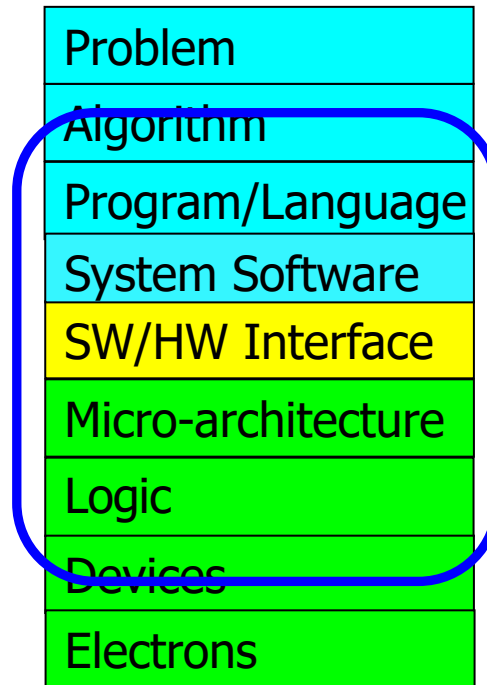 Problem
Algorithm
Program/Language
System Software
SW/HW Interface
Micro-architecture
Logic
Devices
Electrons